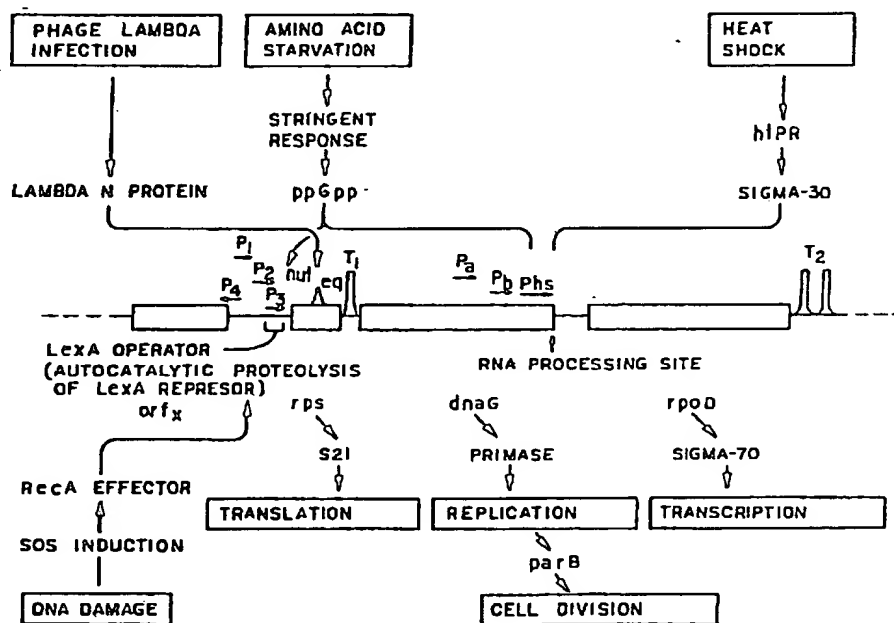 PHAGE LAMBDA
INFECTION
AMINO ACID
STARVATION
HEAT
SHOCK
STRINGENT
RESPONSE
htPR
LAMBDA N PROTEIN
ppGpp
SIGMA-30
P1
P2
P3
P4
nut
eq
T1
Pa
Pb
Phs
T2
LexA OPERATOR
(AUTOCATALYTIC PROTEOLYSIS
OF LexA REPRESOR)
orfx
RNA PROCESSING SITE
rps
dnaG
rpoD
S21
PRIMASE
SIGMA-70
RecA EFFECTOR
TRANSLATION
REPLICATION
TRANSCRIPTION
SOS INDUCTION
parB
DNA DAMAGE
CELL DIVISION